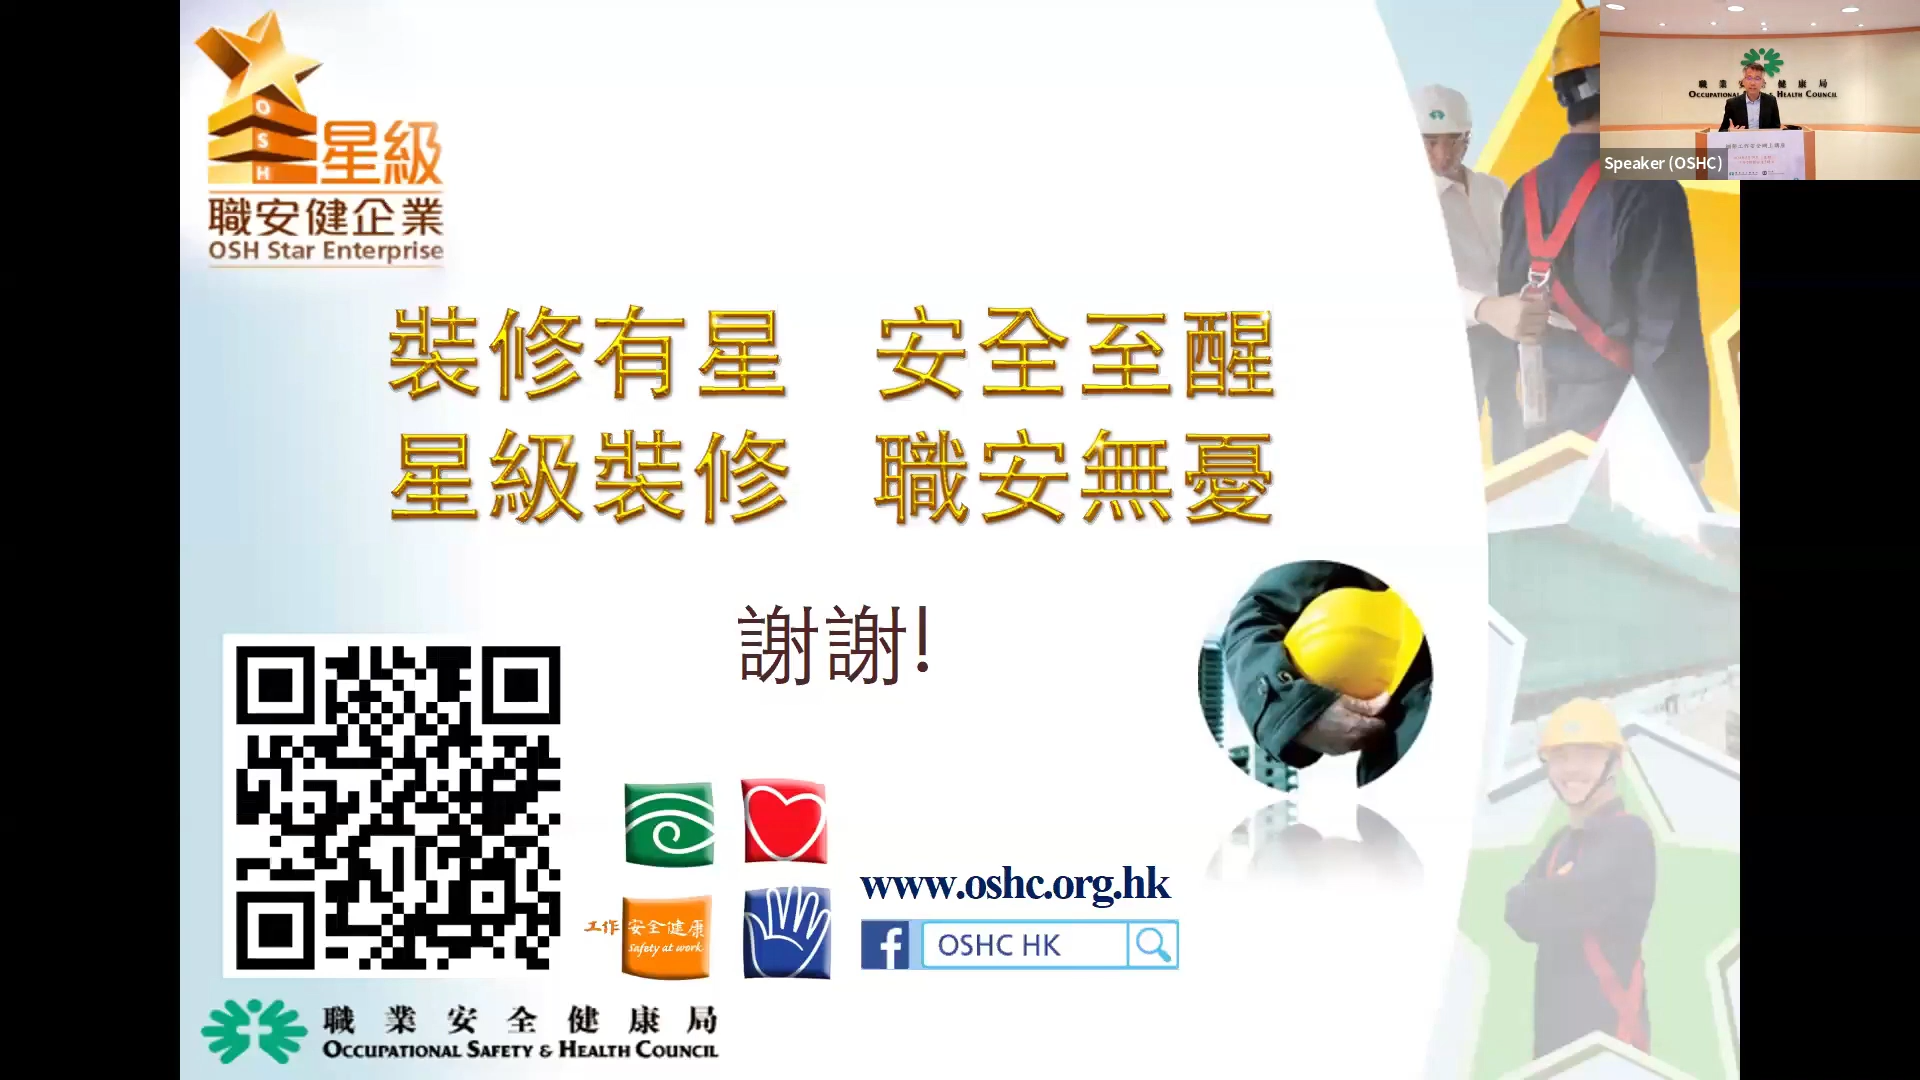 OSH
星級
職安健企業
OSH Star Enterprise
裝修有星 安全至醒
星級裝修 職安無憂
謝謝!
工作安全健康
Safety at work
www.oshc.org.hk
f OSHC HK
職業安全健康局
OCCUPATIONAL SAFETY & HEALTH COUNCIL
Speaker (OSHC)